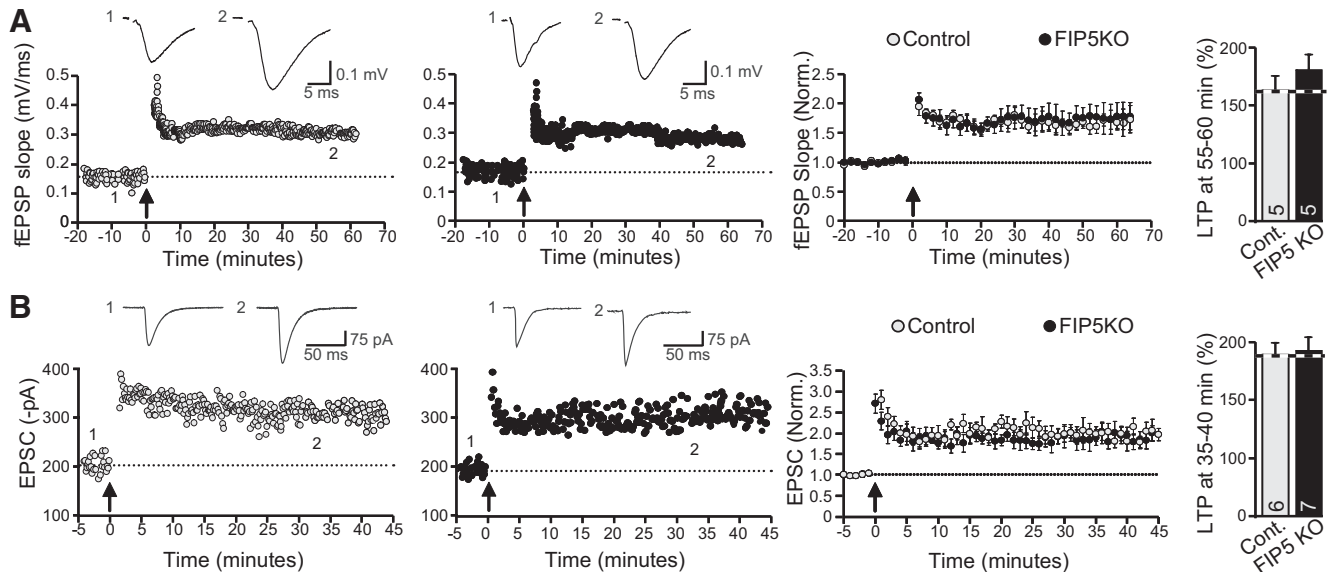 A
1
2
0.1 mV
5 ms
fEPSP slope (mV/ms)
0.5
0.4
0.3
0.2
0.1
0
1
2
-20 -10 0 10 20 30 40 50 60 70
Time (minutes)
1
2
0.1 mV
5 ms
0.5
0.4
0.3
0.2
0.1
0
1
2
-20 -10 0 10 20 30 40 50 60 70
Time (minutes)
Control
FIP5KO
fEPSP Slope (Norm.)
2.5
2.0
1.5
1.0
0.5
0
-20 -10 0 10 20 30 40 50 60 70
Time (minutes)
LTP at 55-60 min (%)
200
150
100
0
5
5
Cont.
FIP5 KO
B
1
2
75 pA
50 ms
EPSC (-pA)
400
300
200
100
1
2
-5 0 5 10 15 20 25 30 35 40 45
Time (minutes)
1
2
75 pA
50 ms
400
300
200
100
1
2
-5 0 5 10 15 20 25 30 35 40 45
Time (minutes)
Control
FIP5KO
EPSC (Norm.)
3.5
3.0
2.5
2.0
1.5
1.0
0.5
0.0
-5 0 5 10 15 20 25 30 35 40 45
Time (minutes)
LTP at 35-40 min (%)
200
150
100
0
6
7
Cont.
FIP5 KO